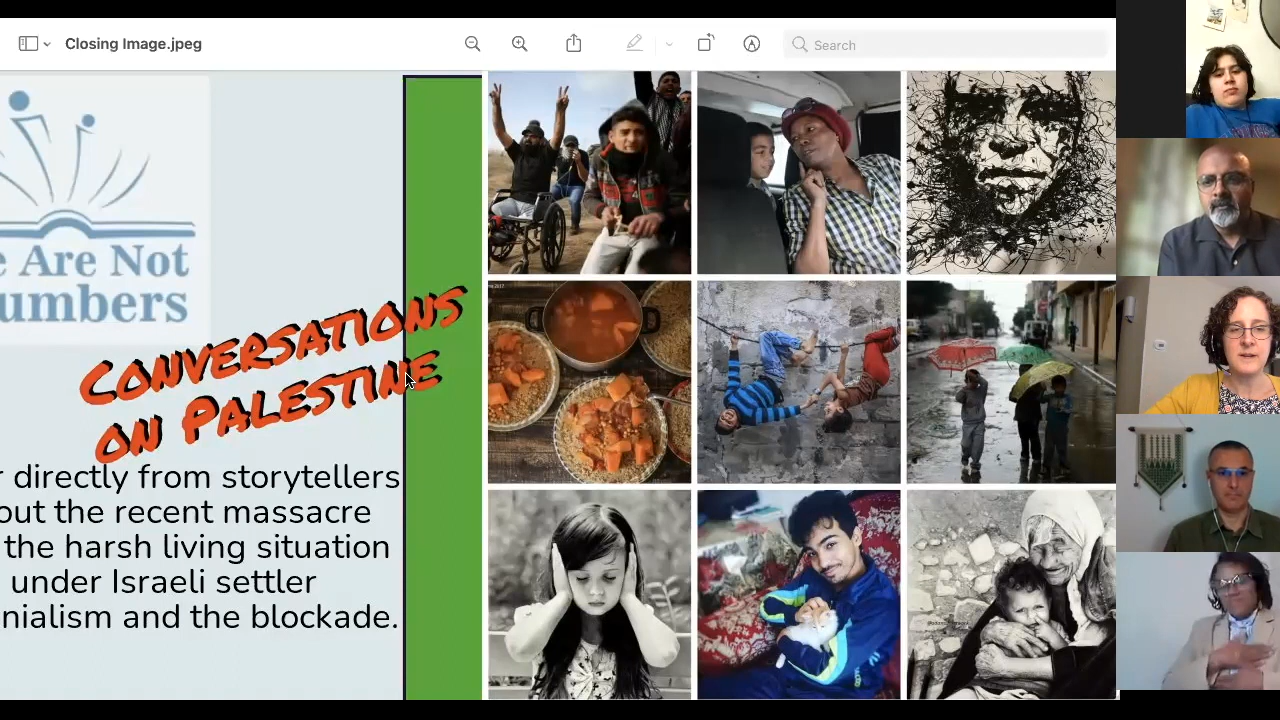 Closing Image.jpeg
Search
e Are Not
umbers
CONVERSATIONS
ON PALESTINE
r directly from storytellers
out the recent massacre
the harsh living situation
under Israeli settler
nialism and the blockade.